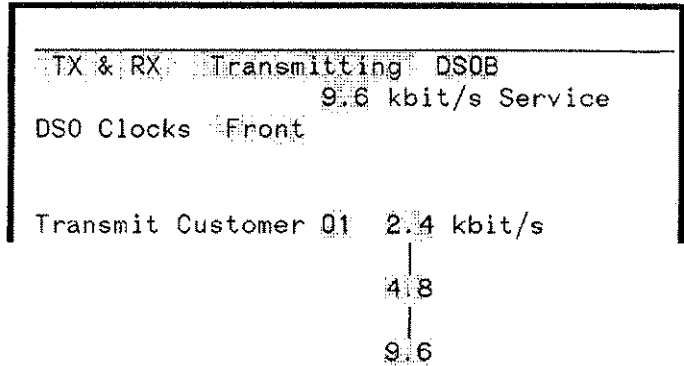 TX & RX Transmitting DS0B
9.6 kbit/s Service
DS0 Clocks Front
Transmit Customer 01 2.4 kbit/s
4.8
9.6